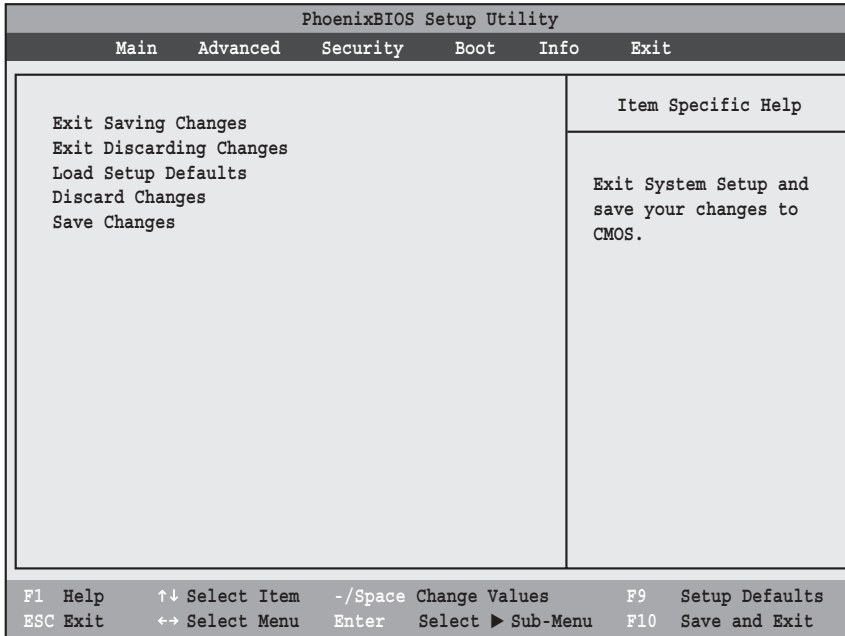 PhoenixBIOS Setup Utility
Main Advanced Security Boot Info Exit
Exit Saving Changes
Exit Discarding Changes
Load Setup Defaults
Discard Changes
Save Changes
Item Specific Help
Exit System Setup and
save your changes to
CMOS.
F1 Help ↑↓ Select Item -/Space Change Values F9 Setup Defaults
ESC Exit ←→ Select Menu Enter Select ▶ Sub-Menu F10 Save and Exit